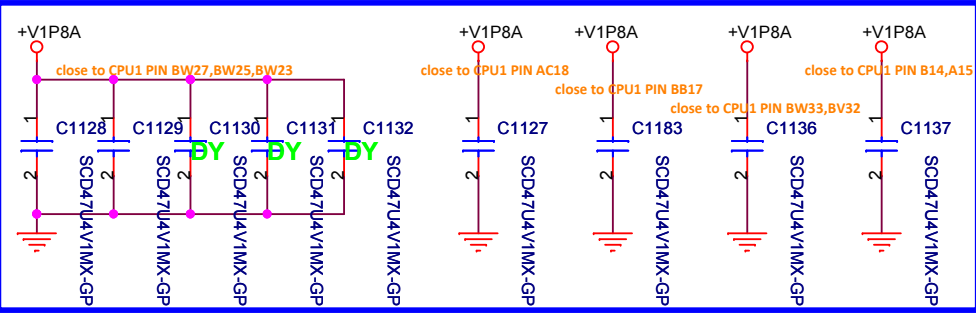 +V1P8A
+V1P8A
+V1P8A
+V1P8A
+V1P8A
close to CPU1 PIN BW27,BW25,BW23
close to CPU1 PIN AC18
close to CPU1 PIN B14,A15
close to CPU1 PIN BB17
close to CPU1 PIN BW33,BV32
1
1
1
1
1
1
1
1
1
C1128
C1129
C1130
C1131
C1132
C1127
C1183
C1136
C1137
DY
DY
DY
2
2
2
2
2
2
2
2
2
SCD47U4V1MX-GP
SCD47U4V1MX-GP
SCD47U4V1MX-GP
SCD47U4V1MX-GP
SCD47U4V1MX-GP
SCD47U4V1MX-GP
SCD47U4V1MX-GP
SCD47U4V1MX-GP
SCD47U4V1MX-GP